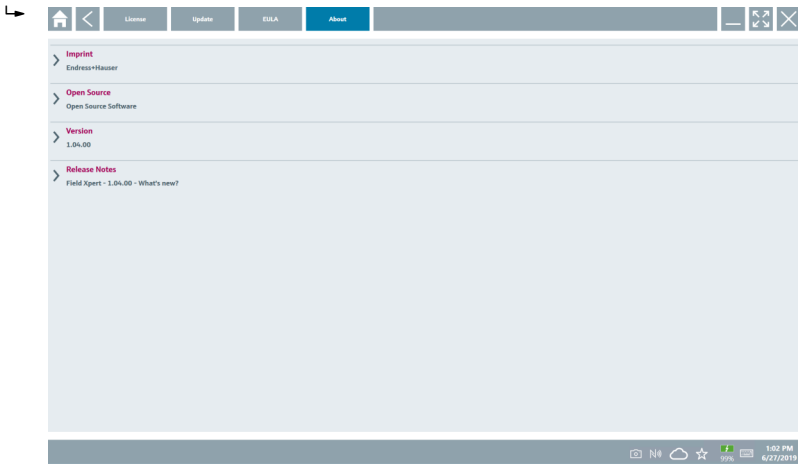 License Update EULA About
Imprint
Endress+Hauser
Open Source
Open Source Software
Version
1.04.00
Release Notes
Field Xpert - 1.04.00 - What's new?
99%
1:02 PM
6/27/2019